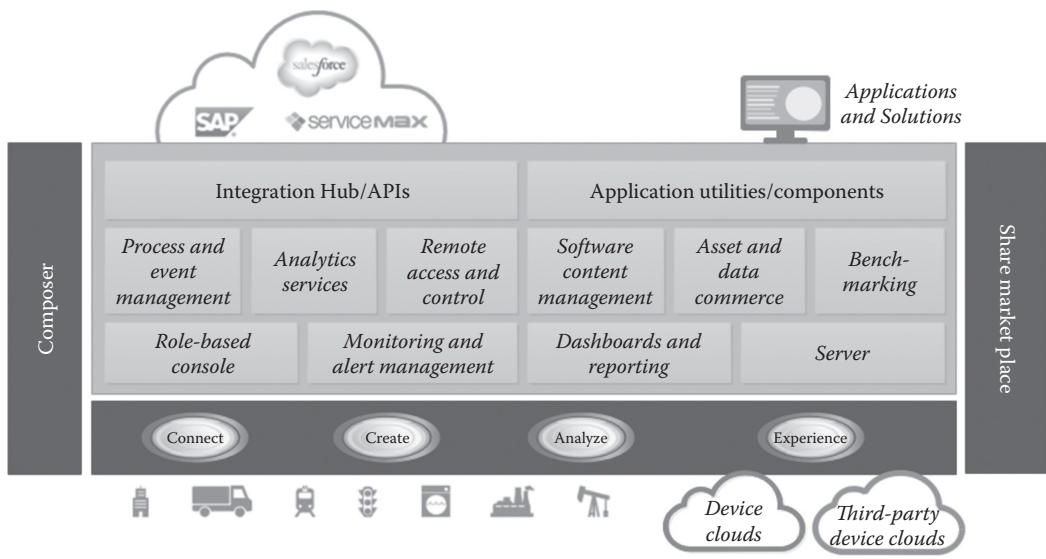 salesforce
SAP
serviceMAX
Applications
and Solutions
Composer
Integration Hub/APIs
Application utilities/components
Process and
event
management
Analytics
services
Remote
access and
control
Software
content
management
Asset and
data
commerce
Bench-
marking
Role-based
console
Monitoring and
alert management
Dashboards and
reporting
Server
Share market place
Connect
Create
Analyze
Experience
Device
clouds
Third-party
device clouds